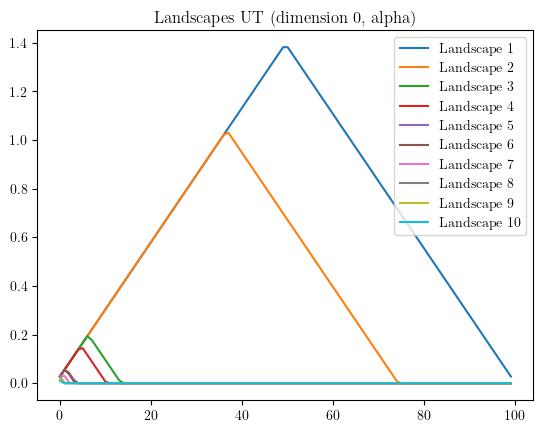 Landscapes UT (dimension 0, alpha)
1.4
1.2
1.0
0.8
0.6
0.4
0.2
0.0
0 20 40 60 80 100
Landscape 1
Landscape 2
Landscape 3
Landscape 4
Landscape 5
Landscape 6
Landscape 7
Landscape 8
Landscape 9
Landscape 10